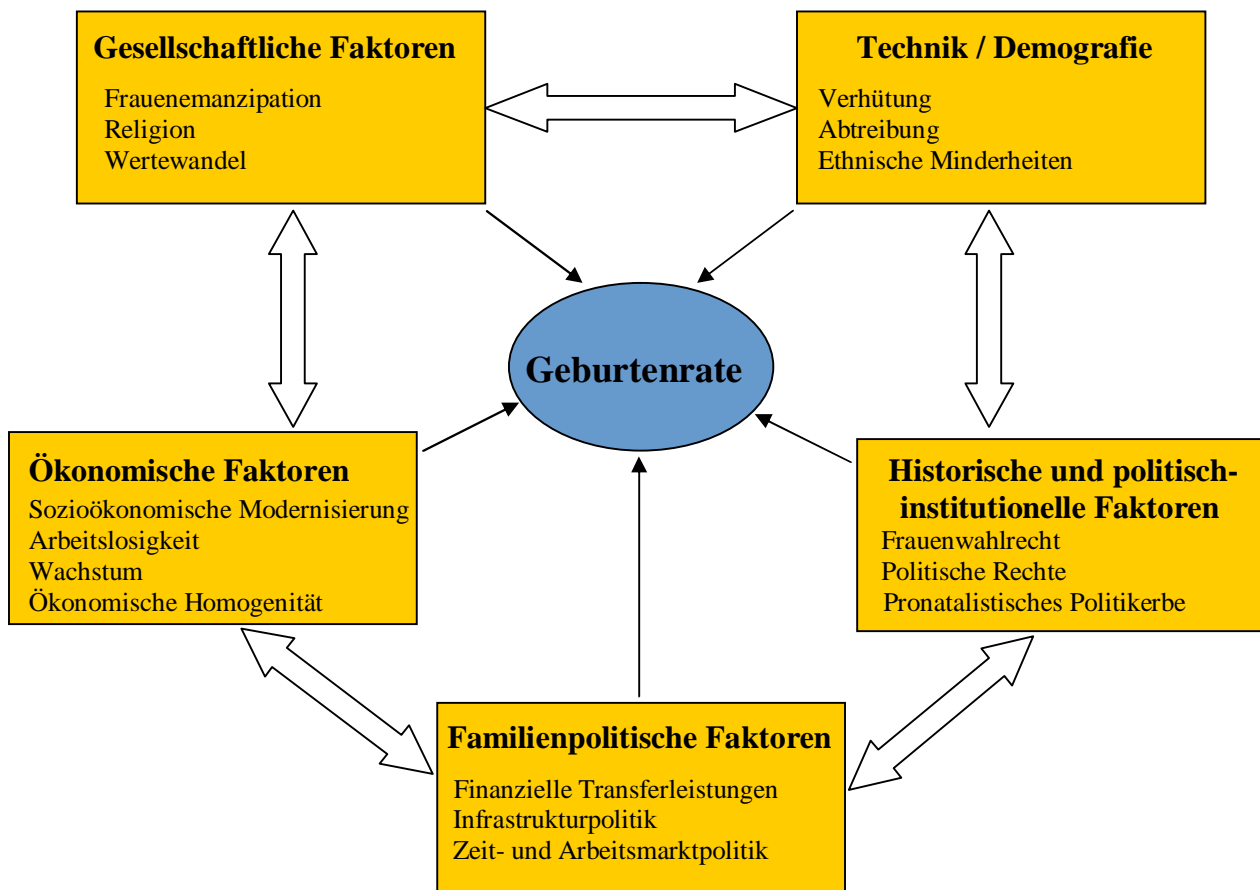 Gesellschaftliche Faktoren
Frauenemanzipation
Religion
Wertewandel
Technik / Demografie
Verhütung
Abtreibung
Ethnische Minderheiten
Geburtenrate
Ökonomische Faktoren
Sozioökonomische Modernisierung
Arbeitslosigkeit
Wachstum
Ökonomische Homogenität
Historische und politisch-
institutionelle Faktoren
Frauenwahlrecht
Politische Rechte
Pronatalistisches Politikerbe
Familienpolitische Faktoren
Finanzielle Transferleistungen
Infrastrukturpolitik
Zeit- und Arbeitsmarktpolitik